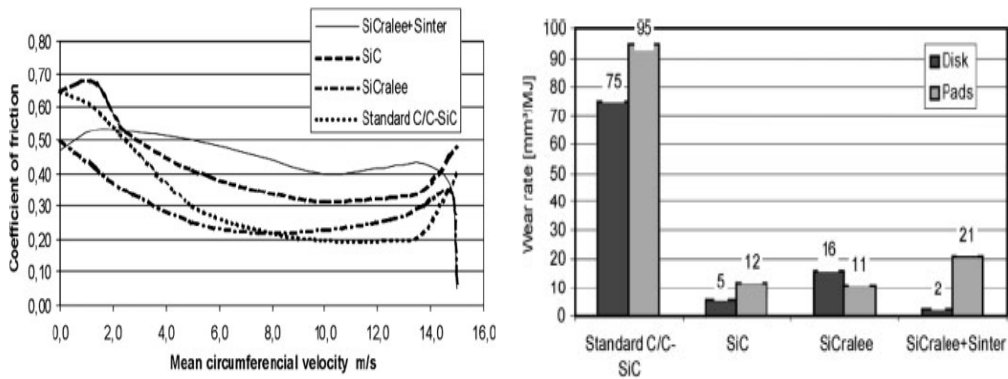 SiCralee+Sinter
SiC
SiCralee
Standard C/C-SiC
0,80
0,70
0,60
0,50
0,40
0,30
0,20
0,10
0,00
Coefficient of friction
0,0 2,0 4,0 6,0 8,0 10,0 12,0 14,0 16,0
Mean circumferencial velocity m/s
Wear rate [mm³/MJ]
100
90
80
70
60
50
40
30
20
10
0
75 95
5 12
16 11
2 21
Disk
Pads
Standard C/C-
SiC
SiC
SiCralee
SiCralee+Sinter